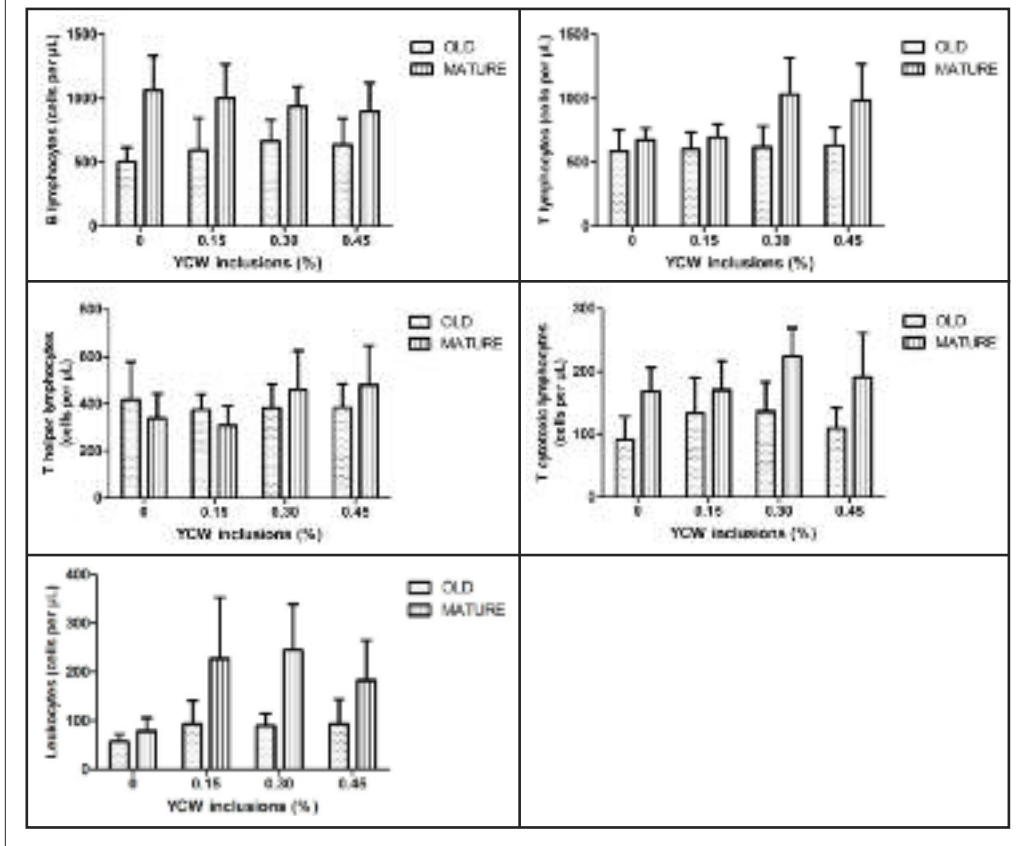 B lymphocytes (cells per µL)
1500
1000
500
0
0 0.15 0.30 0.45
YCW inclusions (%)
OLD
MATURE
T lymphocytes (cells per µL)
1500
1000
500
0
0 0.15 0.30 0.45
YCW inclusions (%)
OLD
MATURE
T helper lymphocytes
(cells per µL)
800
600
400
200
0
0 0.15 0.30 0.45
YCW inclusions (%)
OLD
MATURE
T cytotoxic lymphocytes
(cells per µL)
300
200
100
0
0 0.15 0.30 0.45
YCW inclusions (%)
OLD
MATURE
Leukocytes (cells per µL)
400
300
200
100
0
0 0.15 0.30 0.45
YCW inclusions (%)
OLD
MATURE